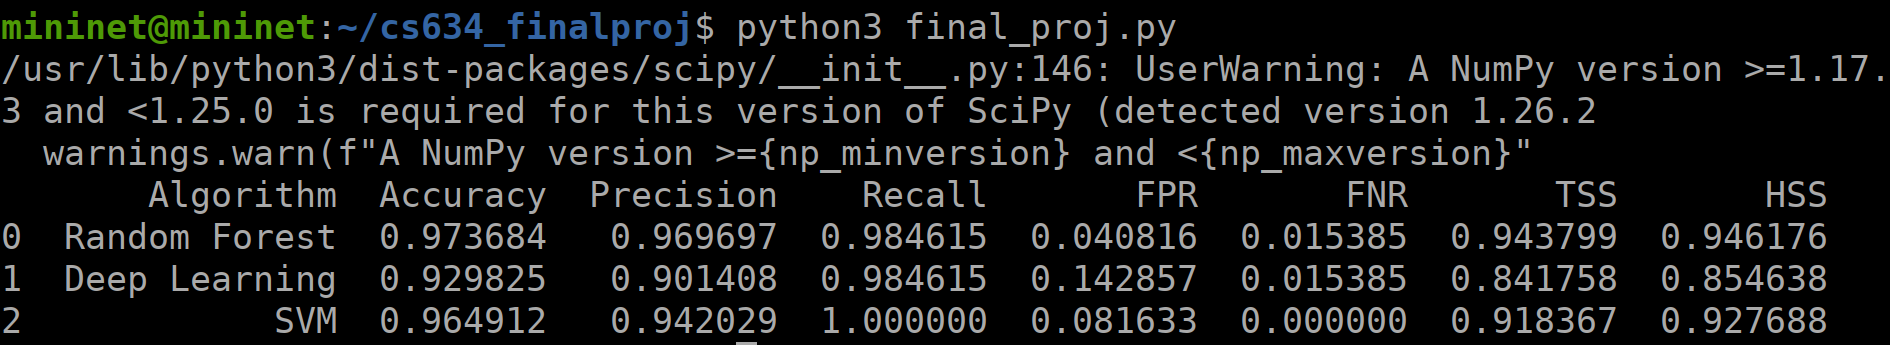 mininet@mininet:~/cs634_finalproj$ python3 final_proj.py
/usr/lib/python3/dist-packages/scipy/__init__.py:146: UserWarning: A NumPy version >=1.17.
3 and <1.25.0 is required for this version of SciPy (detected version 1.26.2
  warnings.warn(f"A NumPy version >={np_minversion} and <{np_maxversion}"
       Algorithm  Accuracy  Precision    Recall       FPR       FNR       TSS       HSS
0  Random Forest  0.973684   0.969697  0.984615  0.040816  0.015385  0.943799  0.946176
1  Deep Learning  0.929825   0.901408  0.984615  0.142857  0.015385  0.841758  0.854638
2            SVM  0.964912   0.942029  1.000000  0.081633  0.000000  0.918367  0.927688